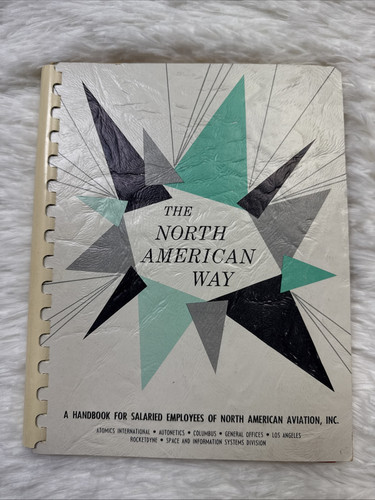 THE
NORTH
AMERICAN
WAY
A HANDBOOK FOR SALARIED EMPLOYEES OF NORTH AMERICAN AVIATION, INC.
ATOMICS INTERNATIONAL • AUTONETICS • COLUMBUS • GENERAL OFFICES • LOS ANGELES
ROCKETDYNE • SPACE AND INFORMATION SYSTEMS DIVISION